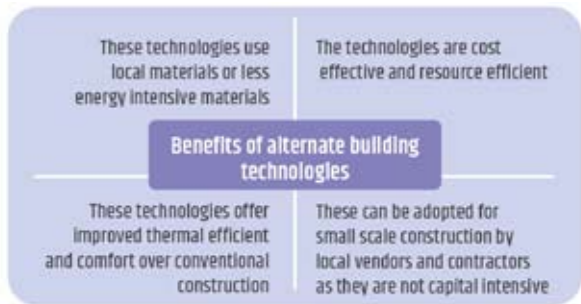 These technologies use
local materials or less
energy intensive materials
The technologies are cost
effective and resource efficient
Benefits of alternate building
technologies
These technologies offer
improved thermal efficient
and comfort over conventional
construction
These can be adopted for
small scale construction by
local vendors and contractors
as they are not capital intensive